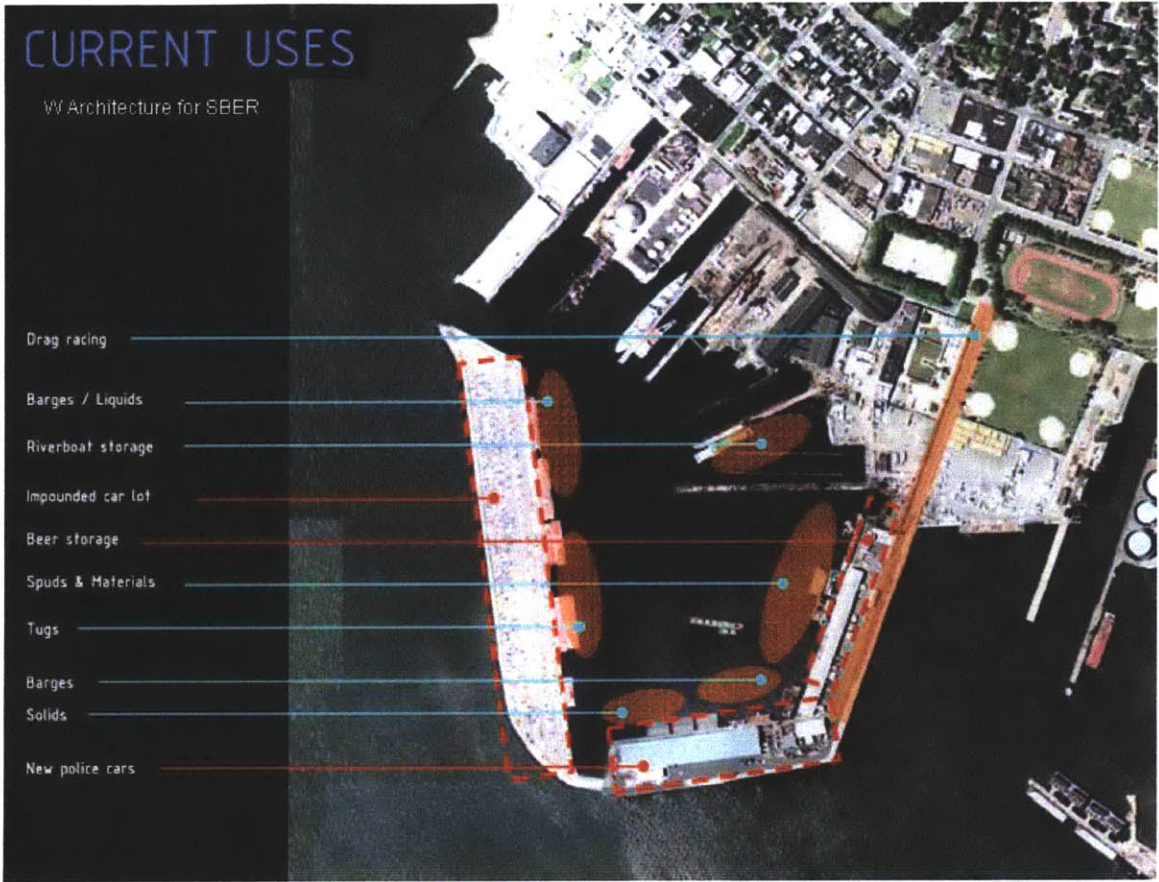 CURRENT USES
W Architecture for SBER
Drag racing
Barges / Liquids
Riverboat storage
Impounded car lot
Beer storage
Spuds & Materials
Tugs
Barges
Solids
New police cars